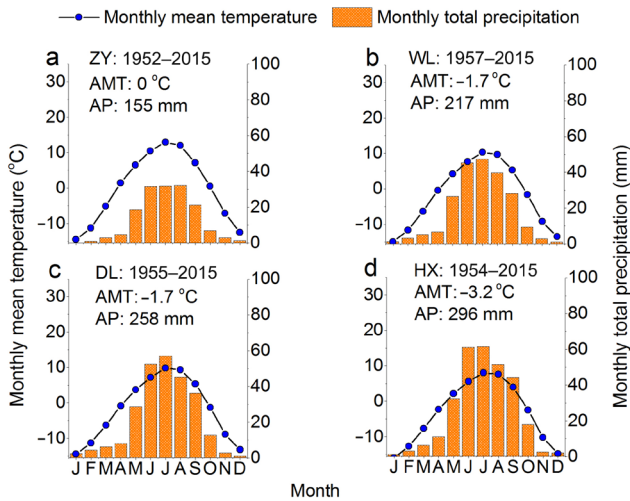 Monthly mean temperature
Monthly total precipitation
a
ZY: 1952–2015
AMT: 0 °C
AP: 155 mm
30
20
10
0
−10
100
80
60
40
20
0
b
WL: 1957–2015
AMT: −1.7°C
AP: 217 mm
30
20
10
0
−10
100
80
60
40
20
0
c
DL: 1955–2015
AMT: −1.7 °C
AP: 258 mm
30
20
10
0
−10
100
80
60
40
20
0
J F M A M J J A S O N D
d
HX: 1954–2015
AMT: −3.2 °C
AP: 296 mm
30
20
10
0
−10
100
80
60
40
20
0
J F M A M J J A S O N D
Monthly mean temperature (°C)
Monthly total precipitation (mm)
Month